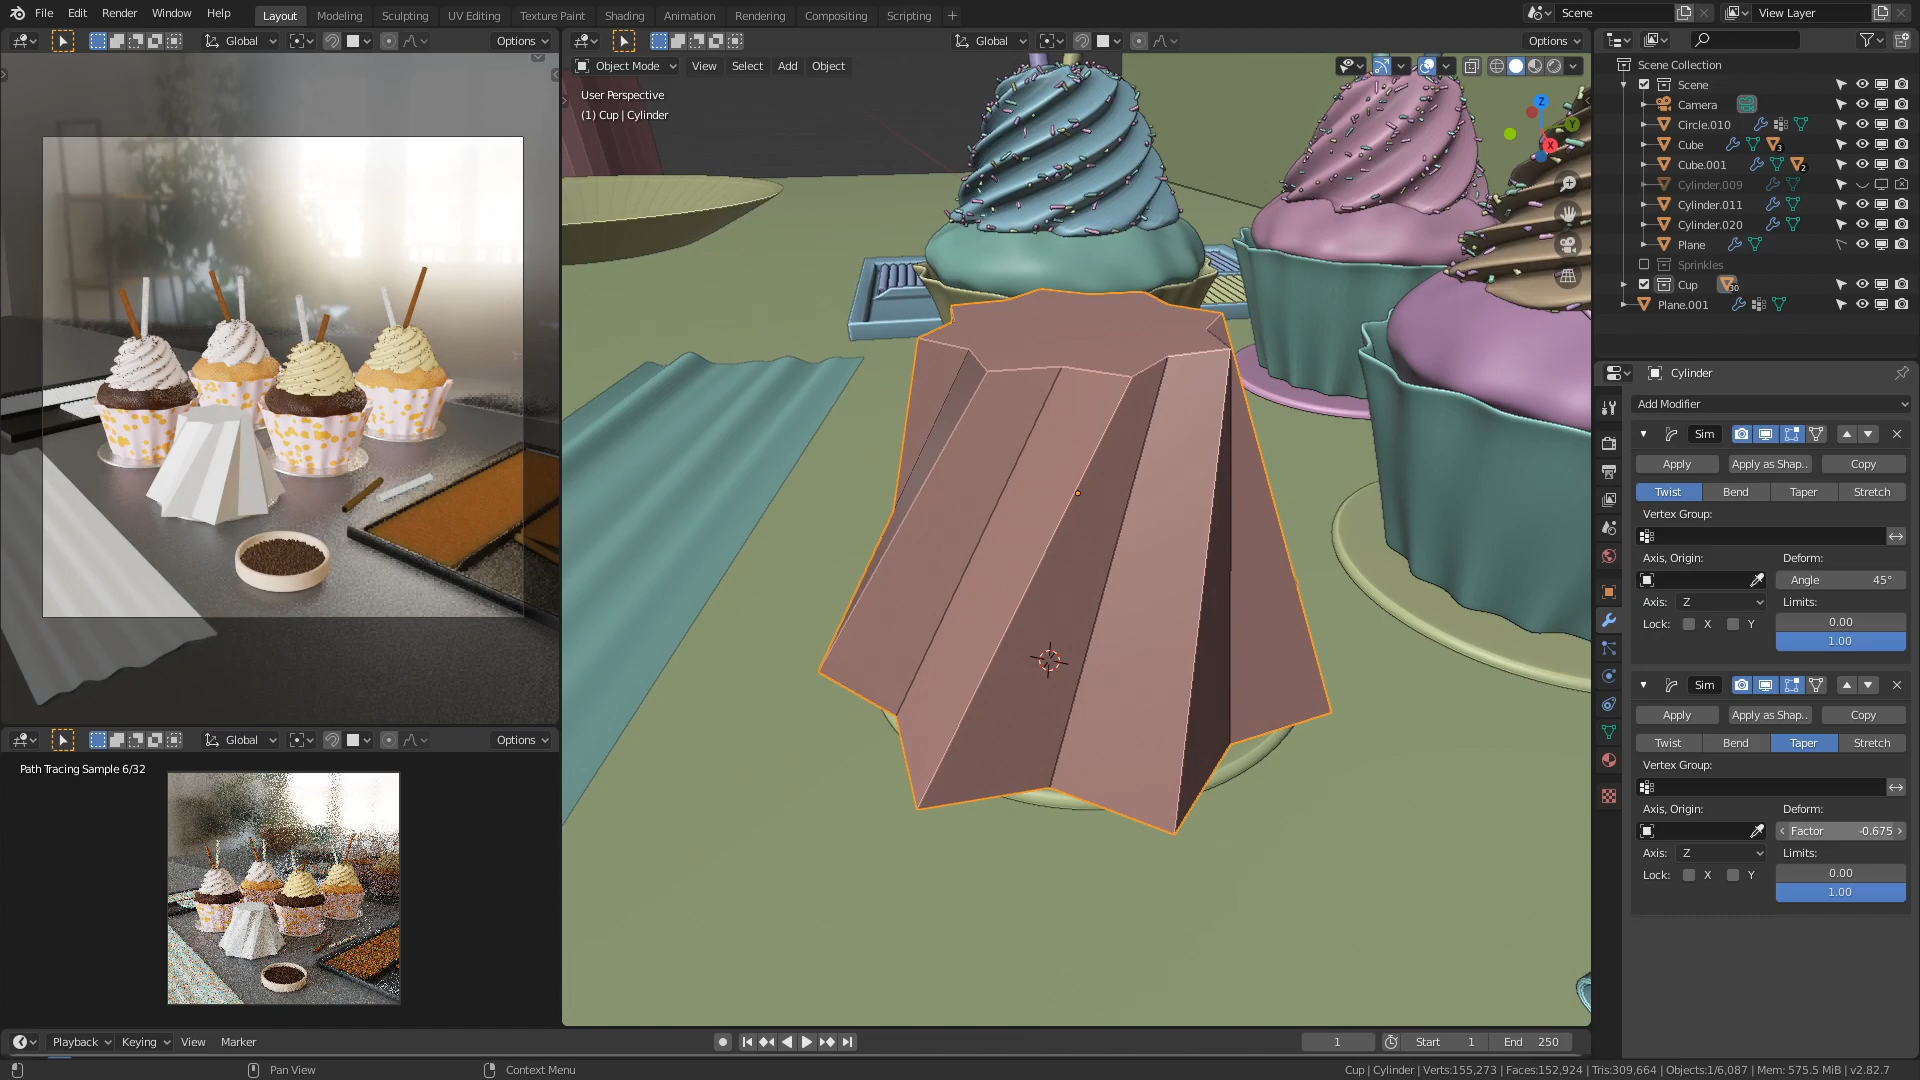 File Edit Render Window Help Layout Modeling Sculpting UV Editing Texture Paint Shading Animation Rendering Compositing Scripting + Scene View Layer
Global Options Global Options
Object Mode View Select Add Object
User Perspective
(1) Cup | Cylinder
Z
Y
X
Scene Collection
Scene
Camera
Circle.010
Cube 3
Cube.001 2
Cylinder.009
Cylinder.011
Cylinder.020
Plane
Sprinkles
Cup 30
Plane.001
Cylinder
Add Modifier
Sim
Apply Apply as Shap.. Copy
Twist Bend Taper Stretch
Vertex Group:
Axis, Origin: Deform:
Angle 45°
Axis: Z Limits:
Lock: X Y 0.00
1.00
Sim
Apply Apply as Shap.. Copy
Twist Bend Taper Stretch
Vertex Group:
Axis, Origin: Deform:
Factor -0.675
Axis: Z Limits:
Lock: X Y 0.00
1.00
Global Options
Path Tracing Sample 6/32
Playback Keying View Marker 1 Start 1 End 250
Pan View Context Menu Cup | Cylinder | Verts:155,273 | Faces:152,924 | Tris:309,664 | Objects:1/6,087 | Mem: 575.5 MiB | v2.82.7